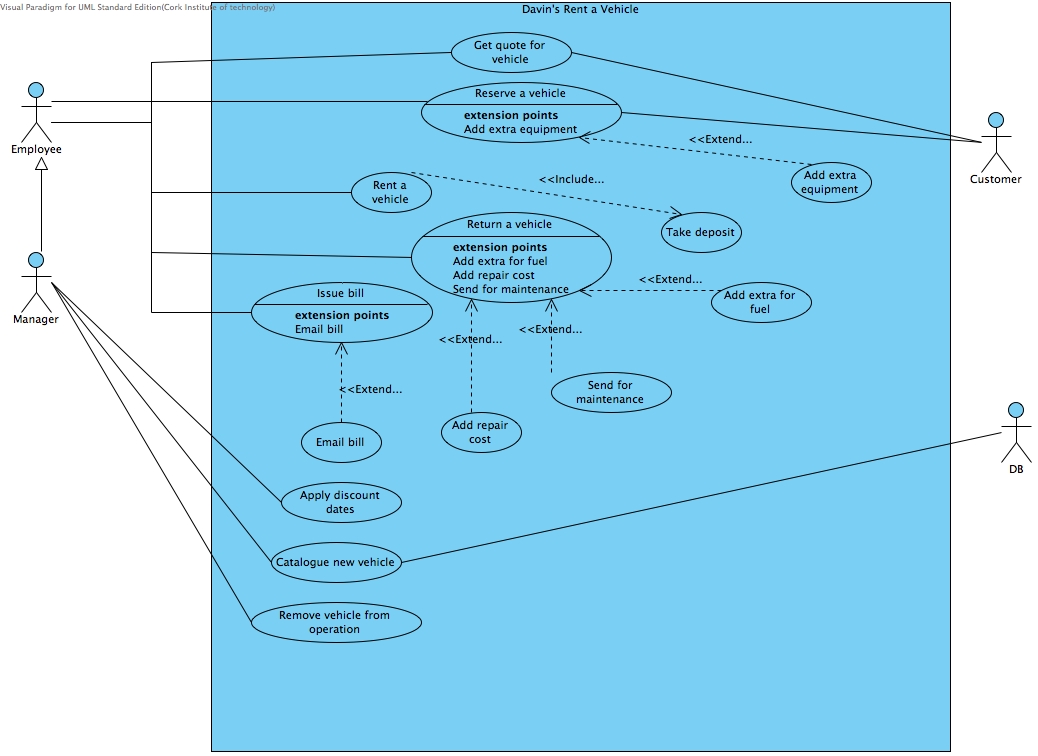 Visual Paradigm for UML Standard Edition(Cork Institute of technology)
Davin's Rent a Vehicle
Get quote for
vehicle
Reserve a vehicle
extension points
Add extra equipment
Employee
<<Extend...
Customer
Add extra
equipment
<<Include...
Rent a
vehicle
Take deposit
Return a vehicle
extension points
Add extra for fuel
Add repair cost
Send for maintenance
<<Extend...
Add extra for
fuel
Manager
Issue bill
extension points
Email bill
<<Extend...
<<Extend...
<<Extend...
Send for
maintenance
Add repair
cost
Email bill
DB
Apply discount
dates
Catalogue new vehicle
Remove vehicle from
operation